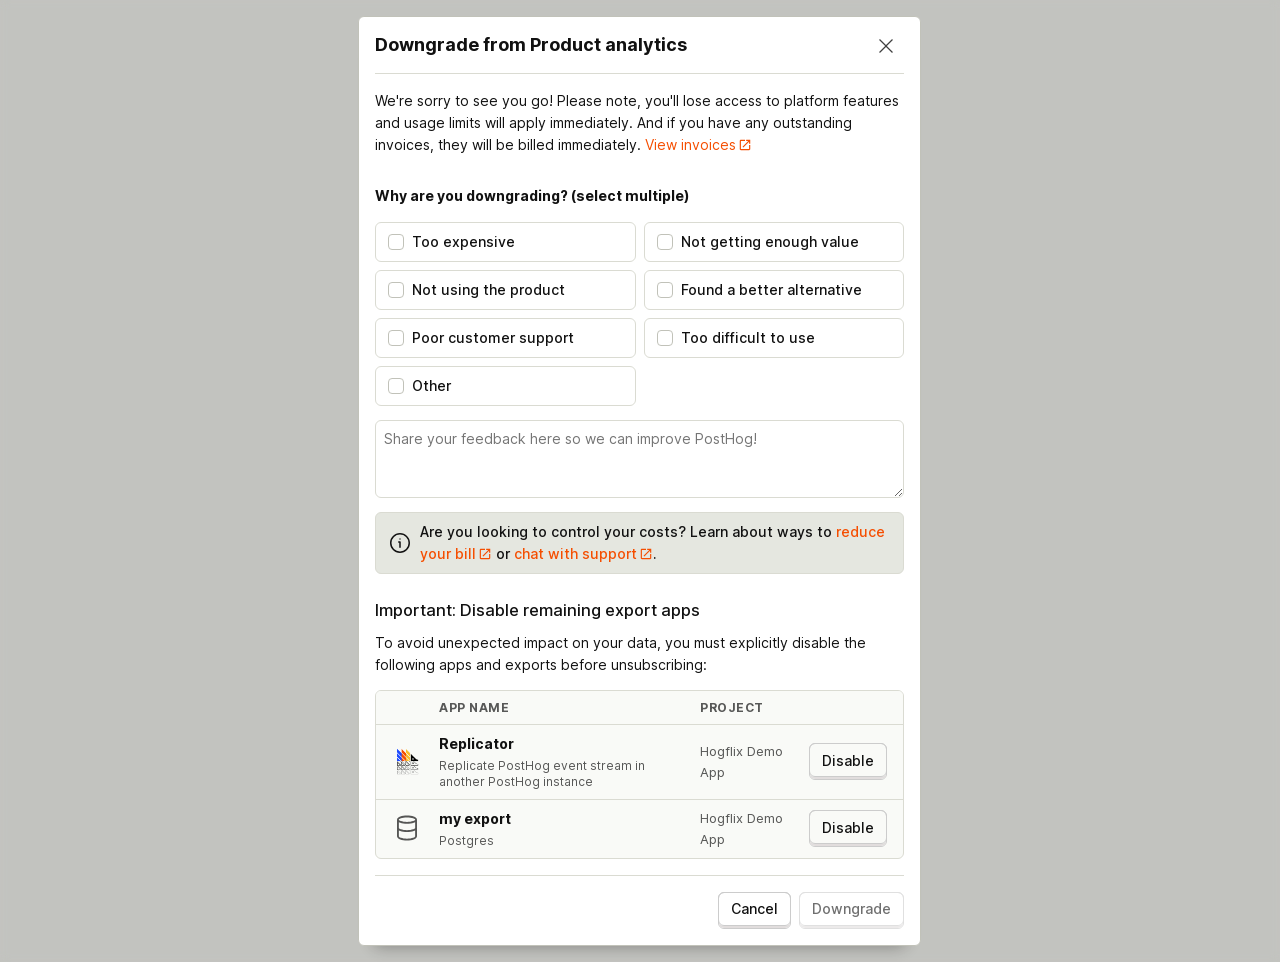 Downgrade from Product analytics
We're sorry to see you go! Please note, you'll lose access to platform features
and usage limits will apply immediately. And if you have any outstanding
invoices, they will be billed immediately. View invoices
Why are you downgrading? (select multiple)
Too expensive
Not getting enough value
Not using the product
Found a better alternative
Poor customer support
Too difficult to use
Other
Share your feedback here so we can improve PostHog!
Are you looking to control your costs? Learn about ways to reduce
your bill or chat with support.
Important: Disable remaining export apps
To avoid unexpected impact on your data, you must explicitly disable the
following apps and exports before unsubscribing:
APP NAME
PROJECT
Replicator
Replicate PostHog event stream in
another PostHog instance
Hogflix Demo
App
Disable
my export
Postgres
Hogflix Demo
App
Disable
Cancel
Downgrade